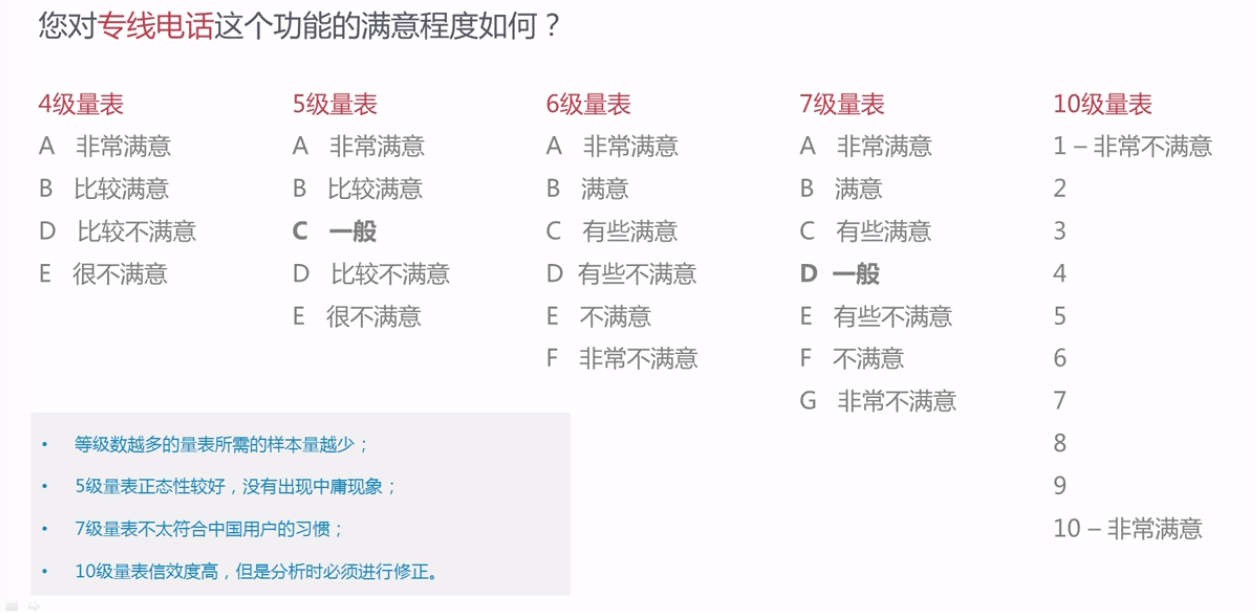 您对专线电话这个功能的满意程度如何？
4级量表
A 非常满意
B 比较满意
D 比较不满意
E 很不满意
5级量表
A 非常满意
B 比较满意
C 一般
D 比较不满意
E 很不满意
6级量表
A 非常满意
B 满意
C 有些满意
D 有些不满意
E 不满意
F 非常不满意
7级量表
A 非常满意
B 满意
C 有些满意
D 一般
E 有些不满意
F 不满意
G 非常不满意
10级量表
1 – 非常不满意
2
3
4
5
6
7
8
9
10 – 非常满意
• 等级数越多的量表所需的样本量越少；
• 5级量表正态性较好，没有出现中庸现象；
• 7级量表不太符合中国用户的习惯；
• 10级量表信效度高，但是分析时必须进行修正。